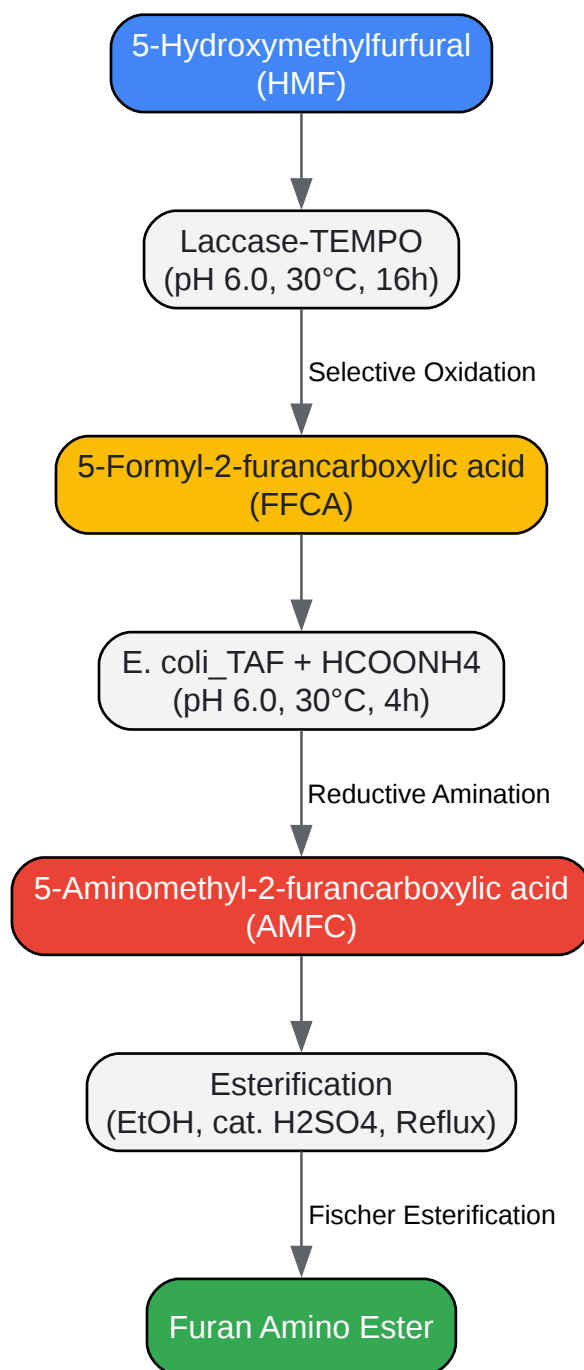 5-Hydroxymethylfurfural
(HMF)
Laccase-TEMPO
(pH 6.0, 30°C, 16h)
Selective Oxidation
5-Formyl-2-furancarboxylic acid
(FFCA)
E. coli_TAF + HCOONH4
(pH 6.0, 30°C, 4h)
Reductive Amination
5-Aminomethyl-2-furancarboxylic acid
(AMFC)
Esterification
(EtOH, cat. H2SO4, Reflux)
Fischer Esterification
Furan Amino Ester